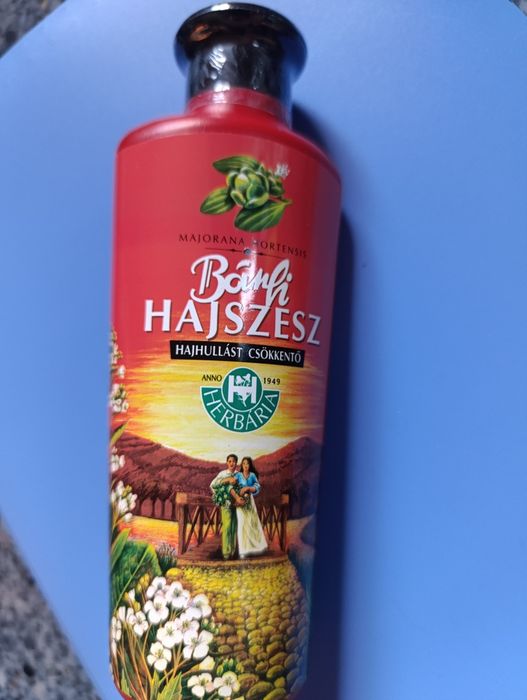 MAJORANA HORTENSIS
Bánfi
HAJSZESZ
HAJHULLÁST CSÖKKENTŐ
ANNO 1949
H
HERBÁRIA